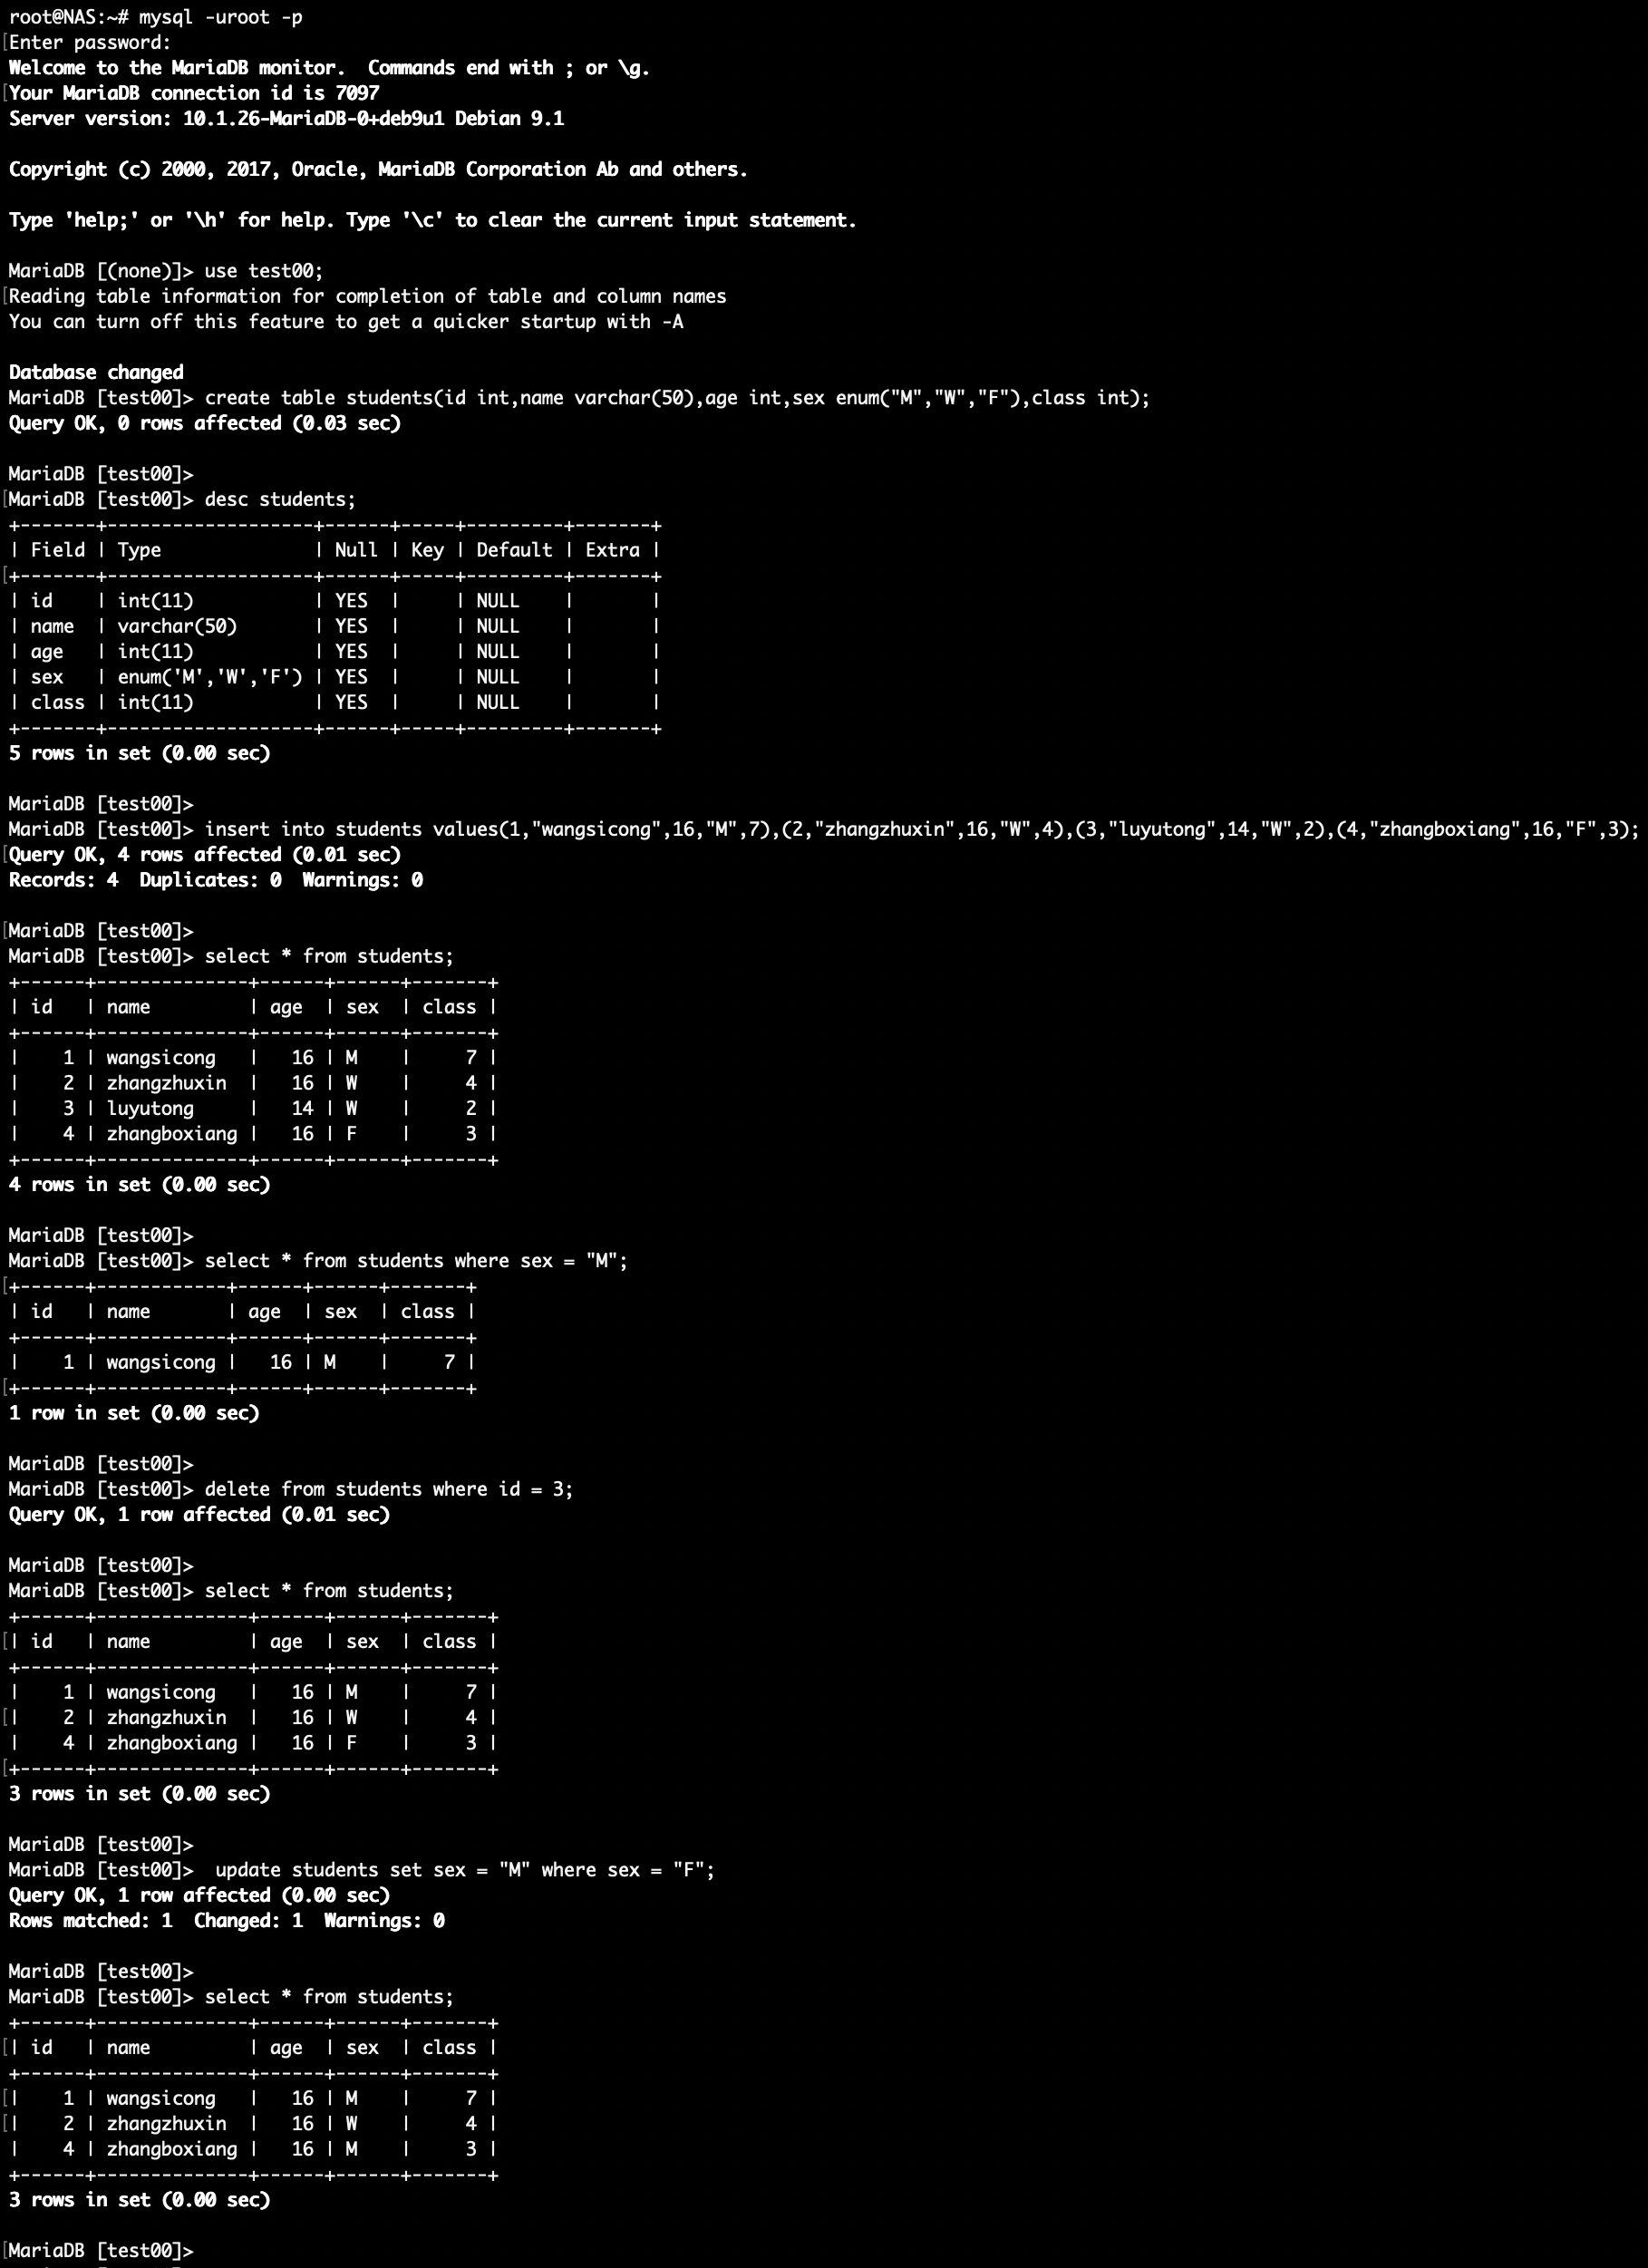 root@NAS:~# mysql -uroot -p
[Enter password:
Welcome to the MariaDB monitor.  Commands end with ; or \g.
[Your MariaDB connection id is 7097
Server version: 10.1.26-MariaDB-0+deb9u1 Debian 9.1

Copyright (c) 2000, 2017, Oracle, MariaDB Corporation Ab and others.

Type 'help;' or '\h' for help. Type '\c' to clear the current input statement.

MariaDB [(none)]> use test00;
[Reading table information for completion of table and column names
You can turn off this feature to get a quicker startup with -A

Database changed
MariaDB [test00]> create table students(id int,name varchar(50),age int,sex enum("M","W","F"),class int);
Query OK, 0 rows affected (0.03 sec)

MariaDB [test00]>
[MariaDB [test00]> desc students;
+-------+-------------------+------+-----+---------+-------+
| Field | Type              | Null | Key | Default | Extra |
[+-------+-------------------+------+-----+---------+-------+
| id    | int(11)           | YES  |     | NULL    |       |
| name  | varchar(50)       | YES  |     | NULL    |       |
| age   | int(11)           | YES  |     | NULL    |       |
| sex   | enum('M','W','F') | YES  |     | NULL    |       |
| class | int(11)           | YES  |     | NULL    |       |
+-------+-------------------+------+-----+---------+-------+
5 rows in set (0.00 sec)

MariaDB [test00]>
MariaDB [test00]> insert into students values(1,"wangsicong",16,"M",7),(2,"zhangzhuxin",16,"W",4),(3,"luyutong",14,"W",2),(4,"zhangboxiang",16,"F",3);
[Query OK, 4 rows affected (0.01 sec)
Records: 4  Duplicates: 0  Warnings: 0

[MariaDB [test00]>
MariaDB [test00]> select * from students;
+------+--------------+------+------+-------+
| id   | name         | age  | sex  | class |
+------+--------------+------+------+-------+
|    1 | wangsicong   |   16 | M    |     7 |
|    2 | zhangzhuxin  |   16 | W    |     4 |
|    3 | luyutong     |   14 | W    |     2 |
|    4 | zhangboxiang |   16 | F    |     3 |
+------+--------------+------+------+-------+
4 rows in set (0.00 sec)

MariaDB [test00]>
MariaDB [test00]> select * from students where sex = "M";
[+------+------------+------+------+-------+
| id   | name       | age  | sex  | class |
+------+------------+------+------+-------+
|    1 | wangsicong |   16 | M    |     7 |
[+------+------------+------+------+-------+
1 row in set (0.00 sec)

MariaDB [test00]>
MariaDB [test00]> delete from students where id = 3;
Query OK, 1 row affected (0.01 sec)

MariaDB [test00]>
MariaDB [test00]> select * from students;
+------+--------------+------+------+-------+
[| id   | name         | age  | sex  | class |
+------+--------------+------+------+-------+
|    1 | wangsicong   |   16 | M    |     7 |
[|    2 | zhangzhuxin  |   16 | W    |     4 |
|    4 | zhangboxiang |   16 | F    |     3 |
[+------+--------------+------+------+-------+
3 rows in set (0.00 sec)

MariaDB [test00]>
MariaDB [test00]>  update students set sex = "M" where sex = "F";
Query OK, 1 row affected (0.00 sec)
Rows matched: 1  Changed: 1  Warnings: 0

MariaDB [test00]>
MariaDB [test00]> select * from students;
+------+--------------+------+------+-------+
[| id   | name         | age  | sex  | class |
+------+--------------+------+------+-------+
[|    1 | wangsicong   |   16 | M    |     7 |
[|    2 | zhangzhuxin  |   16 | W    |     4 |
|    4 | zhangboxiang |   16 | M    |     3 |
+------+--------------+------+------+-------+
3 rows in set (0.00 sec)

[MariaDB [test00]>